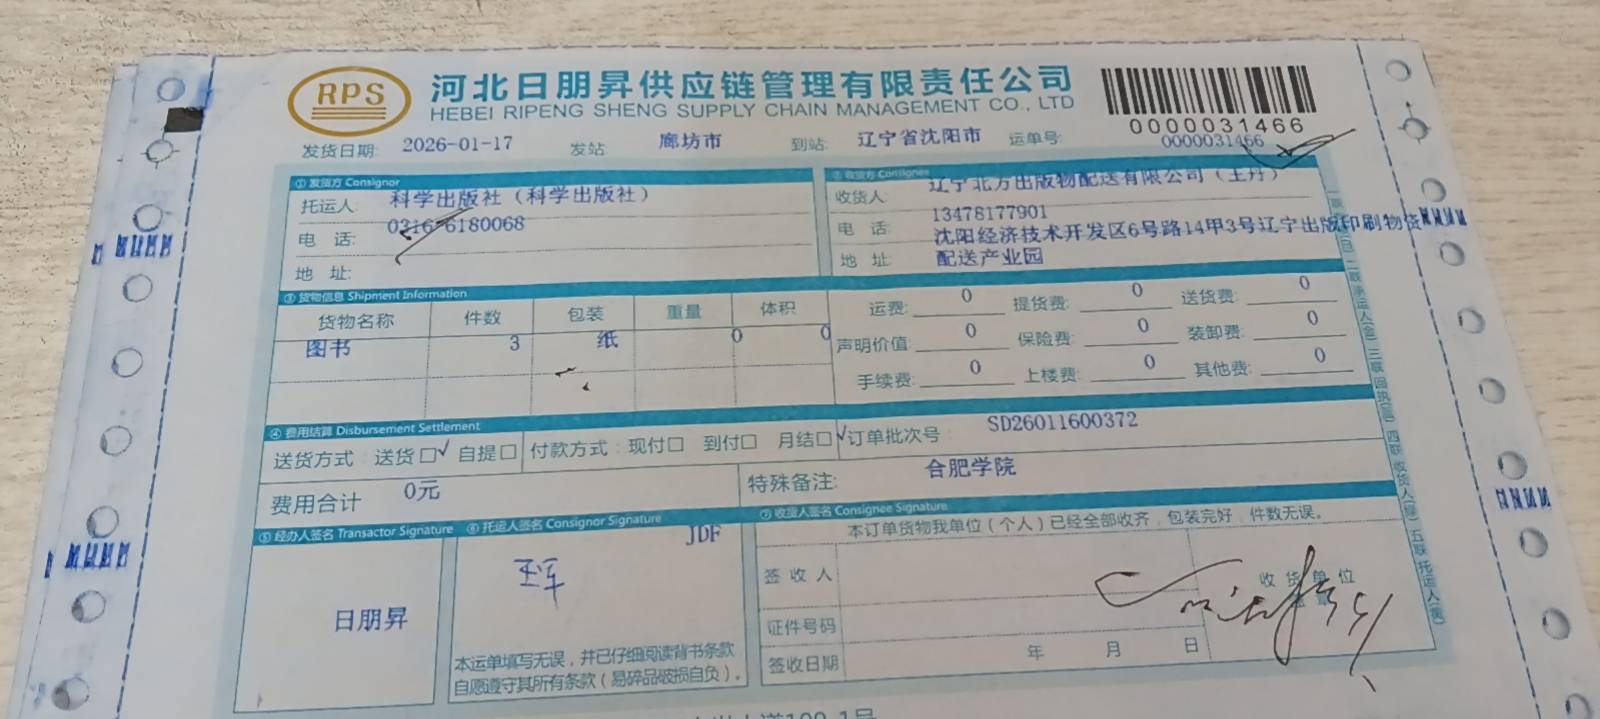 RPS
河北日朋昇供应链管理有限责任公司
HEBEI RIPENG SHENG SUPPLY CHAIN MANAGEMENT CO., LTD
0000031466
发货日期: 2026-01-17 发站: 廊坊市 到站: 辽宁省沈阳市 运单号: 0000031466
① 发货方 Consignor
托运人: 科学出版社（科学出版社）
电 话: 0316-6180068
地 址:
② 收货方 Consignee
收货人: 辽宁北方出版物配送有限公司（王丹）
电 话: 13478177901
地 址: 沈阳经济技术开发区6号路14甲3号辽宁出版印刷物资
配送产业园
③ 货物信息 Shipment Information
货物名称 件数 包装 重量 体积
图书 3 纸 0 0
运费: 0 提货费: 0 送货费: 0
声明价值: 0 保险费: 0 装卸费: 0
手续费: 0 上楼费: 0 其他费: 0
④ 费用结算 Disbursement Settlement
送货方式: 送货□√ 自提□ 付款方式: 现付□ 到付□ 月结□√ 订单批次号: SD26011600372
费用合计 0元 特殊备注: 合肥学院
⑤ 经办人签名 Transactor Signature
日朋昇
⑥ 托运人签名 Consignor Signature
JDF
本运单填写无误，并已仔细阅读背书条款
自愿遵守其所有条款（易碎品破损自负）。
⑦ 收货人签名 Consignee Signature
本订单货物我单位（个人）已经全部收齐，包装完好，件数无误。
签 收 人
收 货 单 位
证件号码
签收日期 年 月 日